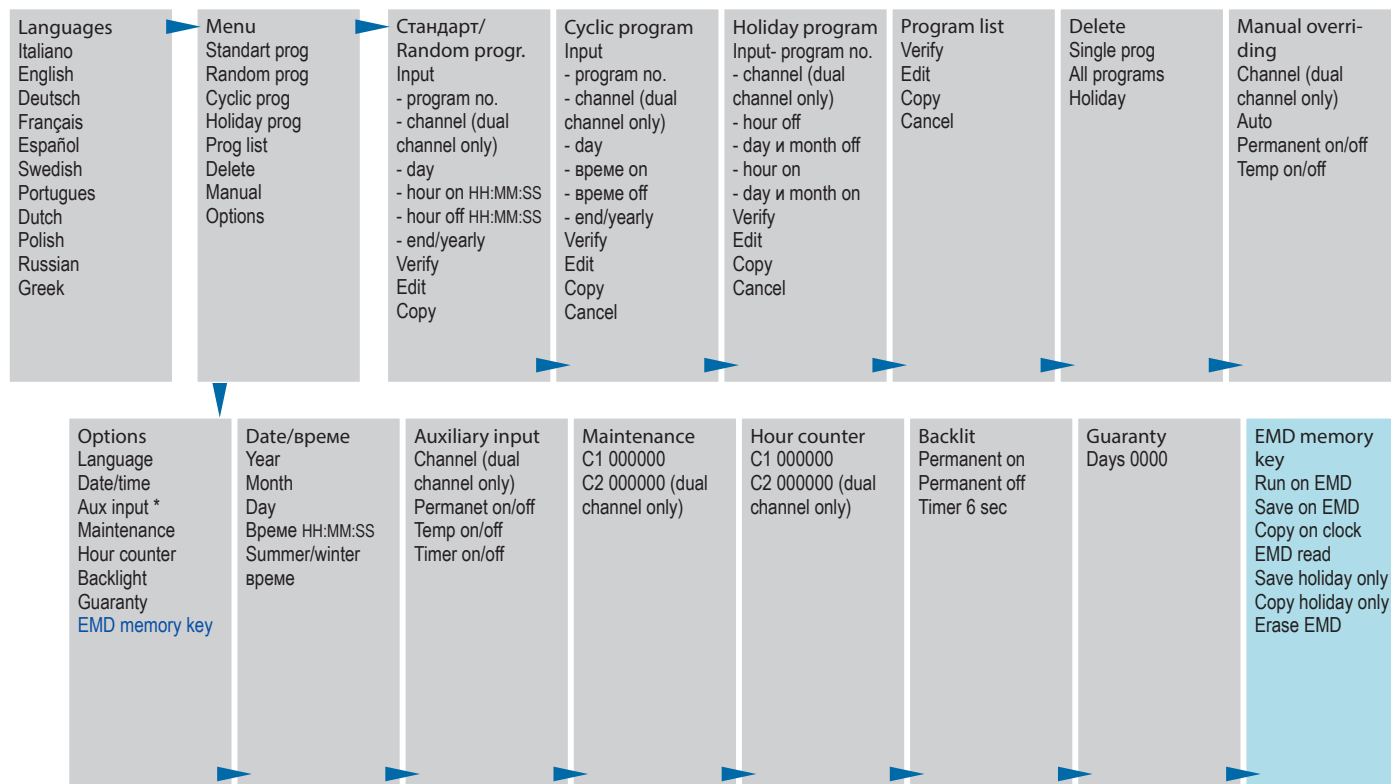 Languages
Italiano
English
Deutsch
Français
Español
Swedish
Portugues
Dutch
Polish
Russian
Greek
Menu
Standart prog
Random prog
Cyclic prog
Holiday prog
Prog list
Delete
Manual
Options
Стандарт/
Random progr.
Input
- program no.
- channel (dual
channel only)
- day
- hour on HH:MM:SS
- hour off HH:MM:SS
- end/yearly
Verify
Edit
Copy
Cyclic program
Input
- program no.
- channel (dual
channel only)
- day
- време on
- време off
- end/yearly
Verify
Edit
Copy
Cancel
Holiday program
Input- program no.
- channel (dual
channel only)
- hour off
- day и month off
- hour on
- day и month on
Verify
Edit
Copy
Cancel
Program list
Verify
Edit
Copy
Cancel
Delete
Single prog
All programs
Holiday
Manual overri-
ding
Channel (dual
channel only)
Auto
Permanent on/off
Temp on/off
Options
Language
Date/time
Aux input *
Maintenance
Hour counter
Backlight
Guaranty
EMD memory key
Date/време
Year
Month
Day
Време HH:MM:SS
Summer/winter
време
Auxiliary input
Channel (dual
channel only)
Permanet on/off
Temp on/off
Timer on/off
Maintenance
C1 000000
C2 000000 (dual
channel only)
Hour counter
C1 000000
C2 000000 (dual
channel only)
Backlit
Permanent on
Permanent off
Timer 6 sec
Guaranty
Days 0000
EMD memory
key
Run on EMD
Save on EMD
Copy on clock
EMD read
Save holiday only
Copy holiday only
Erase EMD